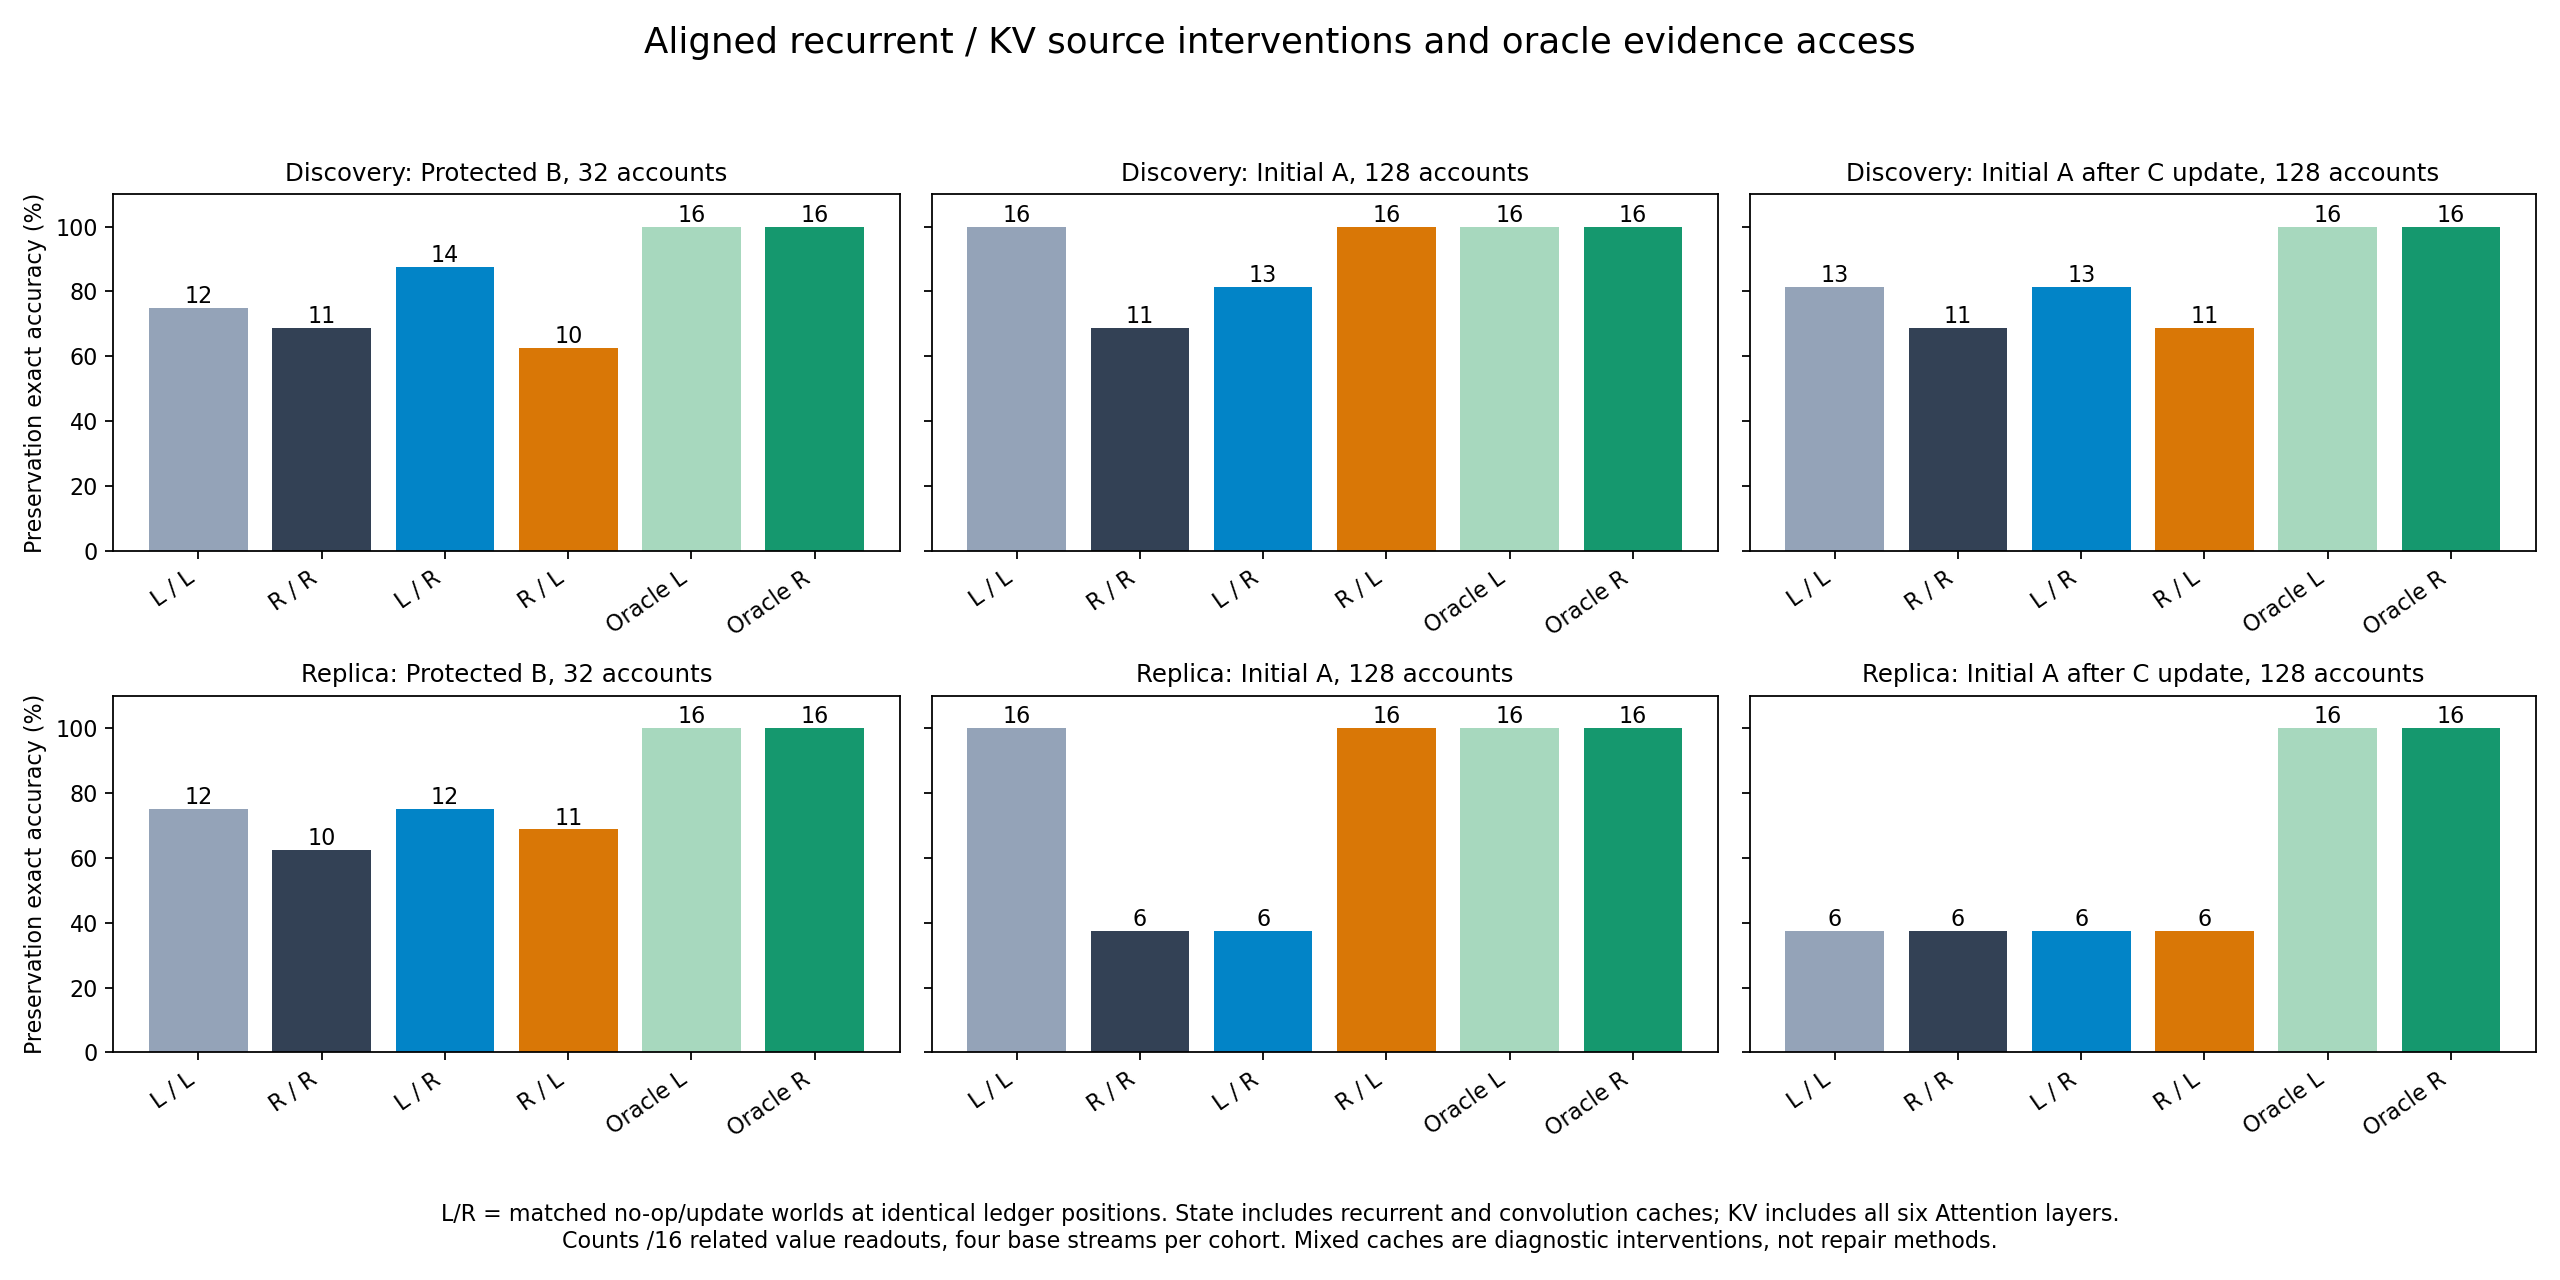 Aligned recurrent / KV source interventions and oracle evidence access
Discovery: Protected B, 32 accounts
Preservation exact accuracy (%)
100
80
60
40
20
0
12
11
14
10
16
16
L / L
R / R
L / R
R / L
Oracle L
Oracle R
Discovery: Initial A, 128 accounts
16
11
13
16
16
16
L / L
R / R
L / R
R / L
Oracle L
Oracle R
Discovery: Initial A after C update, 128 accounts
13
11
13
11
16
16
L / L
R / R
L / R
R / L
Oracle L
Oracle R
Replica: Protected B, 32 accounts
Preservation exact accuracy (%)
100
80
60
40
20
0
12
10
12
11
16
16
L / L
R / R
L / R
R / L
Oracle L
Oracle R
Replica: Initial A, 128 accounts
16
6
6
16
16
16
L / L
R / R
L / R
R / L
Oracle L
Oracle R
Replica: Initial A after C update, 128 accounts
6
6
6
6
16
16
L / L
R / R
L / R
R / L
Oracle L
Oracle R
L/R = matched no-op/update worlds at identical ledger positions. State includes recurrent and convolution caches; KV includes all six Attention layers.
Counts /16 related value readouts, four base streams per cohort. Mixed caches are diagnostic interventions, not repair methods.